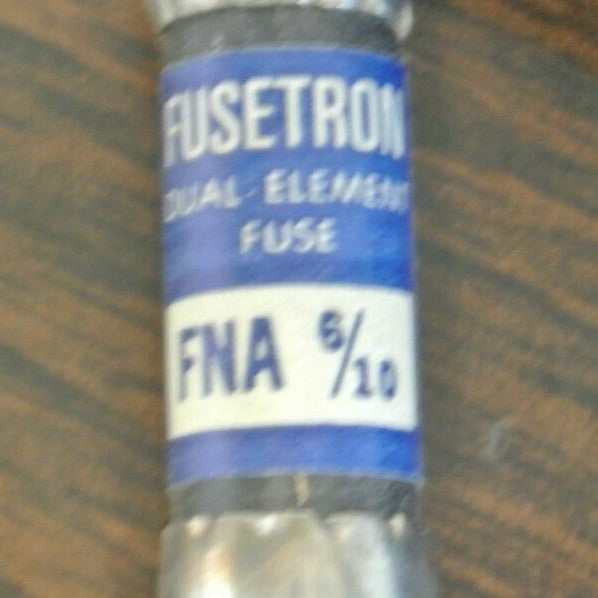 FUSETRON
DUAL-ELEMENT
FUSE
FNA 6/10